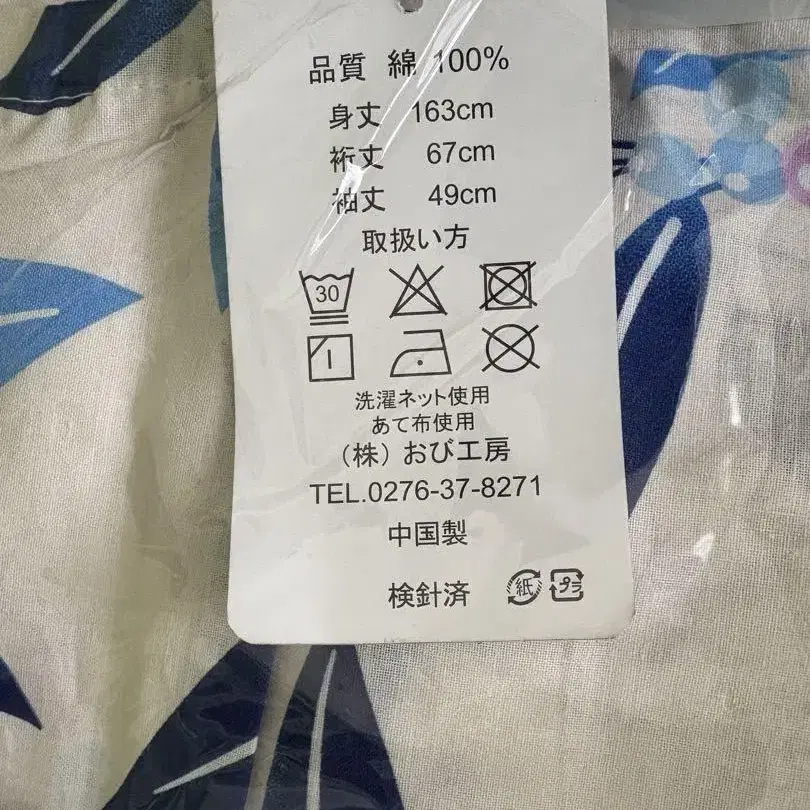 品質 綿 100%
身丈 163cm
裄丈 67cm
袖丈 49cm
取扱い方
30
洗濯ネット使用
あて布使用
（株）おび工房
TEL.0276-37-8271
中国製
検針済 紙 プラ